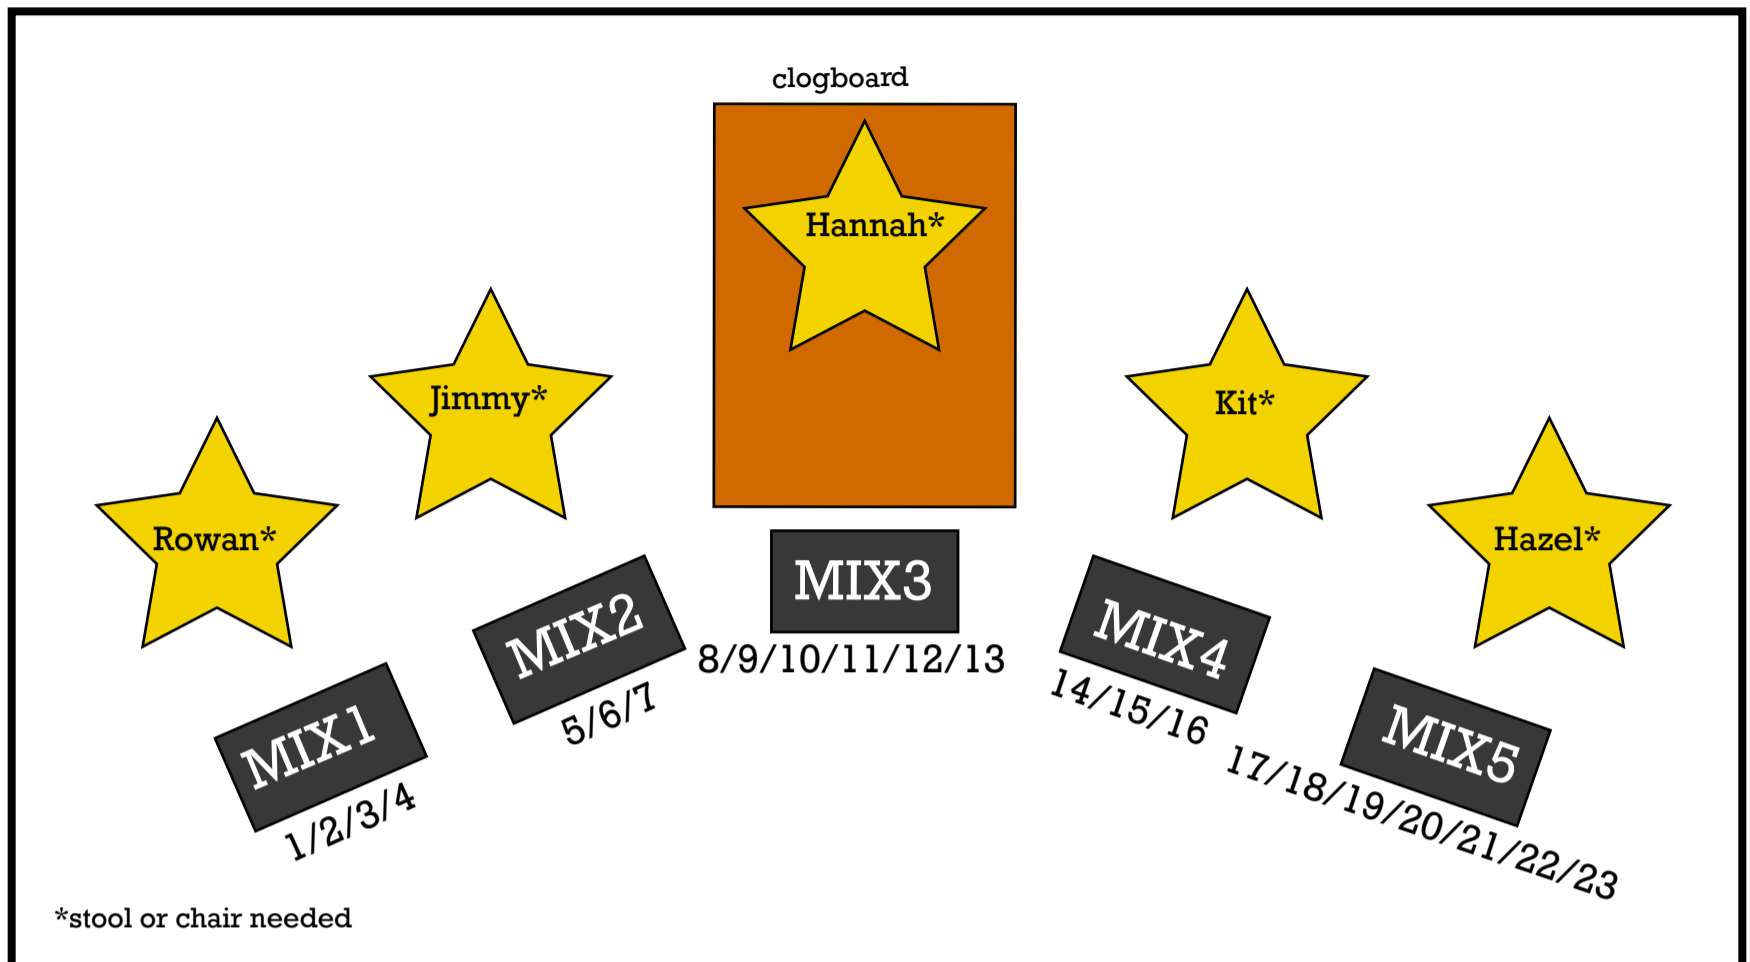 clogboard
Hannah*
Jimmy*
Kit*
Rowan*
Hazel*
MIX3
8/9/10/11/12/13
MIX2
5/6/7
MIX4
14/15/16
MIX1
1/2/3/4
MIX5
17/18/19/20/21/22/23
*stool or chair needed